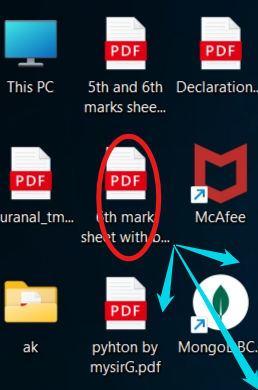 PDF
PDF
This PC
5th and 6th
marks shee...
Declaration...
PDF
PDF
uranal_tm...
6th mark
sheet with
McAfee
PDF
ak
pyhton by
mysirG.pdf
MongoDBC...